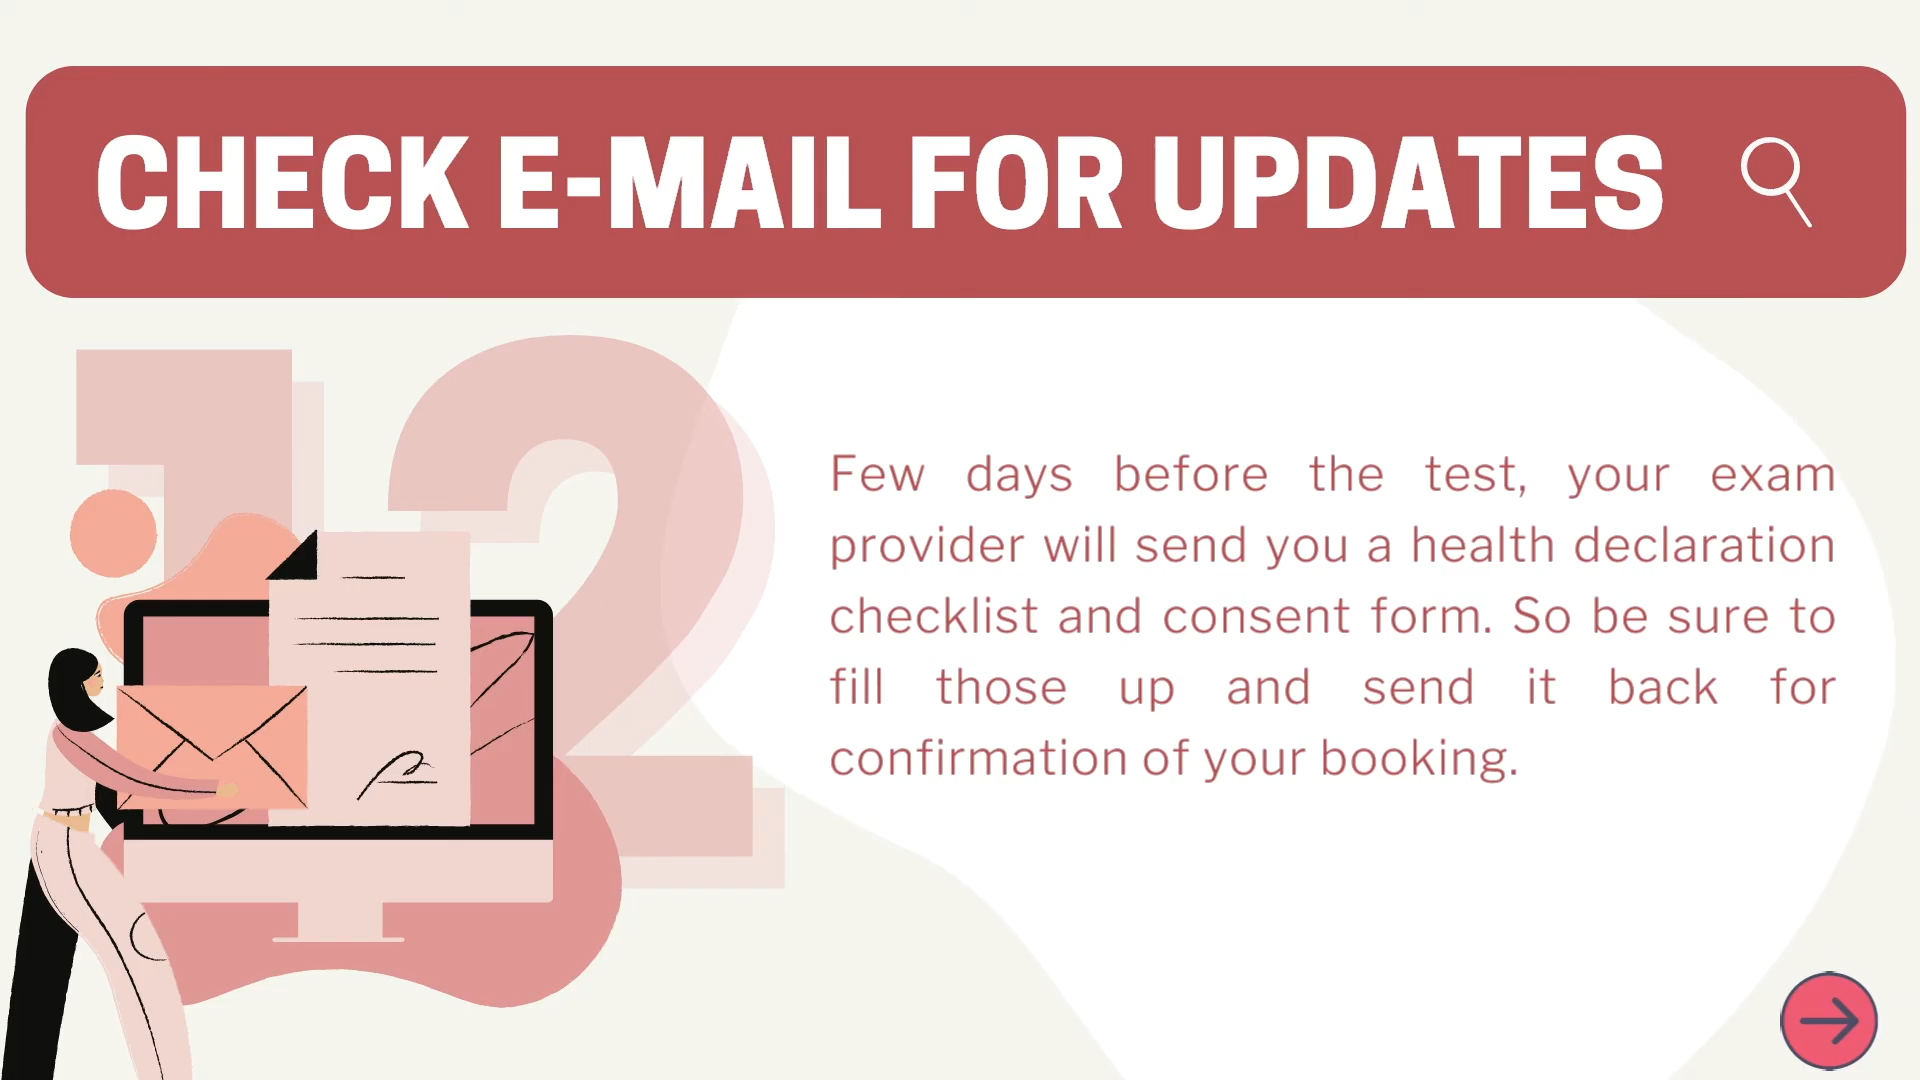 CHECK E-MAIL FOR UPDATES
12
Few days before the test, your exam
provider will send you a health declaration
checklist and consent form. So be sure to
fill those up and send it back for
confirmation of your booking.